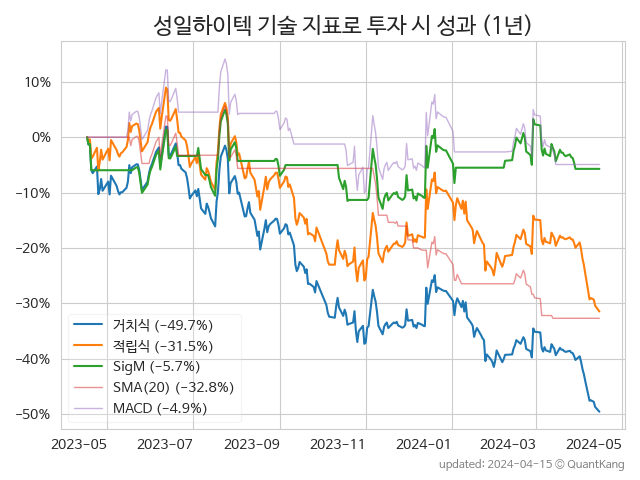 성일하이텍 기술 지표로 투자 시 성과 (1년)
10%
0%
−10%
−20%
−30%
−40%
−50%
거치식 (−49.7%)
적립식 (−31.5%)
SigM (−5.7%)
SMA(20) (−32.8%)
MACD (−4.9%)
2023-05 2023-07 2023-09 2023-11 2024-01 2024-03 2024-05
updated: 2024-04-15 © QuantKang